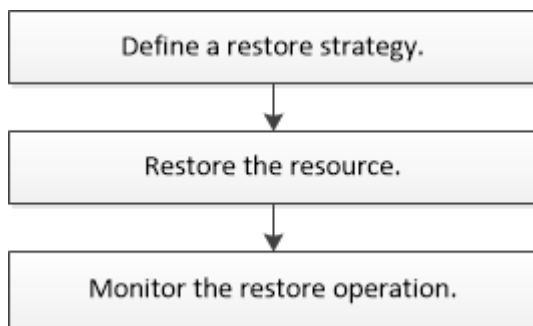 Define a restore strategy.
Restore the resource.
Monitor the restore operation.